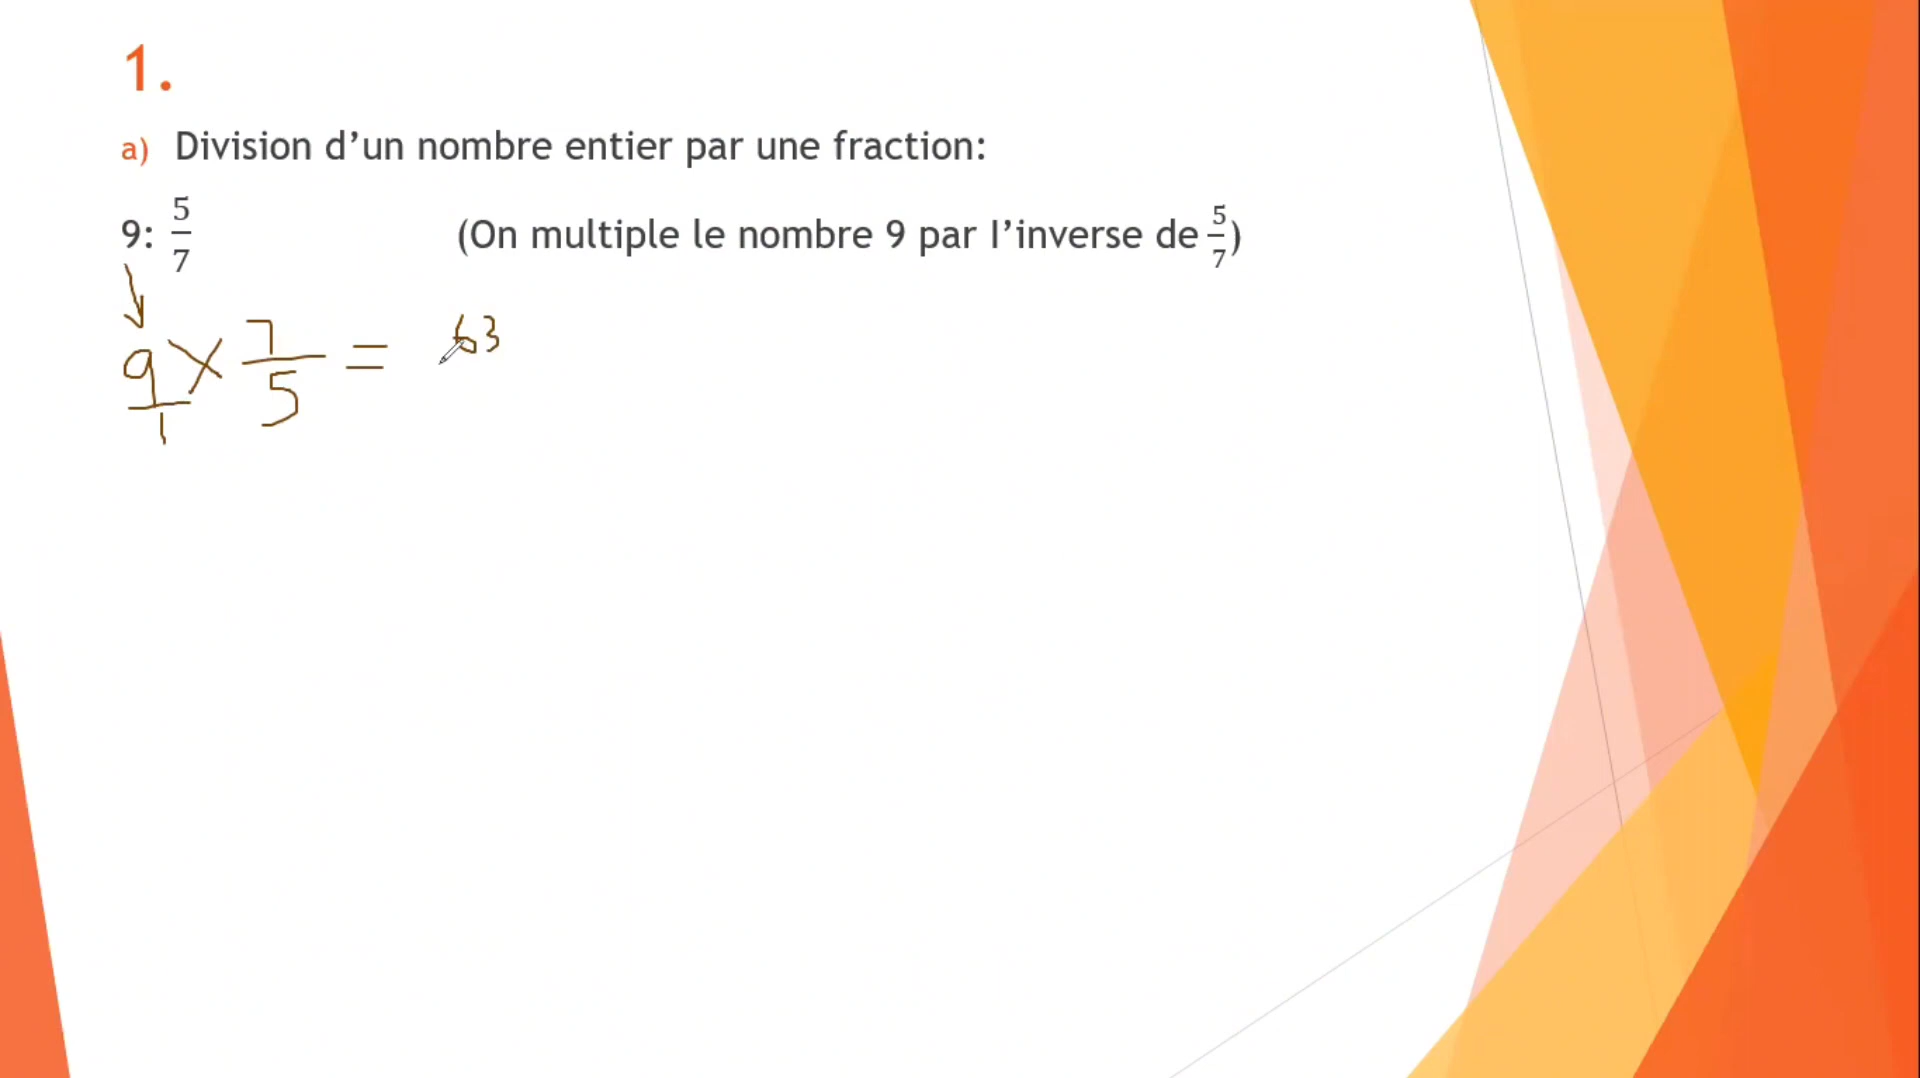 1.
a) Division d’un nombre entier par une fraction:
9: 5/7 (On multiple le nombre 9 par l’inverse de 5/7)
9/1 × 7/5 = 63